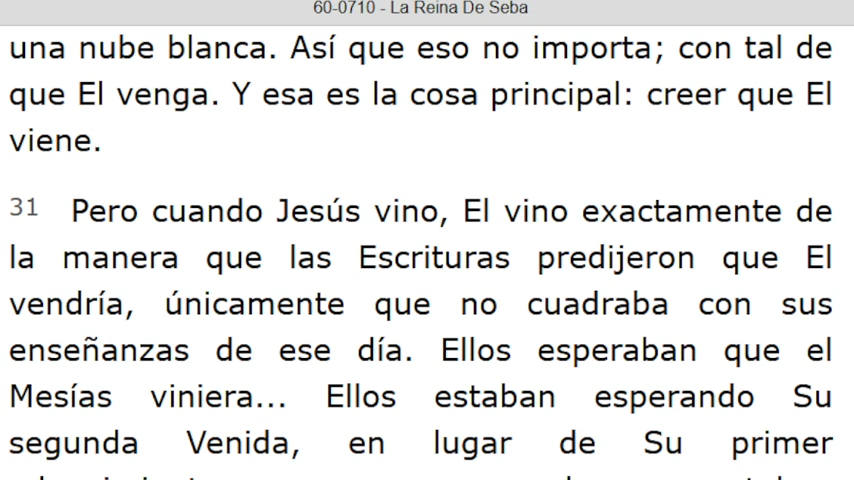 60-0710 - La Reina De Seba
una nube blanca. Así que eso no importa; con tal de
que El venga. Y esa es la cosa principal: creer que El
viene.
31 Pero cuando Jesús vino, El vino exactamente de
la manera que las Escrituras predijeron que El
vendría, únicamente que no cuadraba con sus
enseñanzas de ese día. Ellos esperaban que el
Mesías viniera... Ellos estaban esperando Su
segunda Venida, en lugar de Su primer